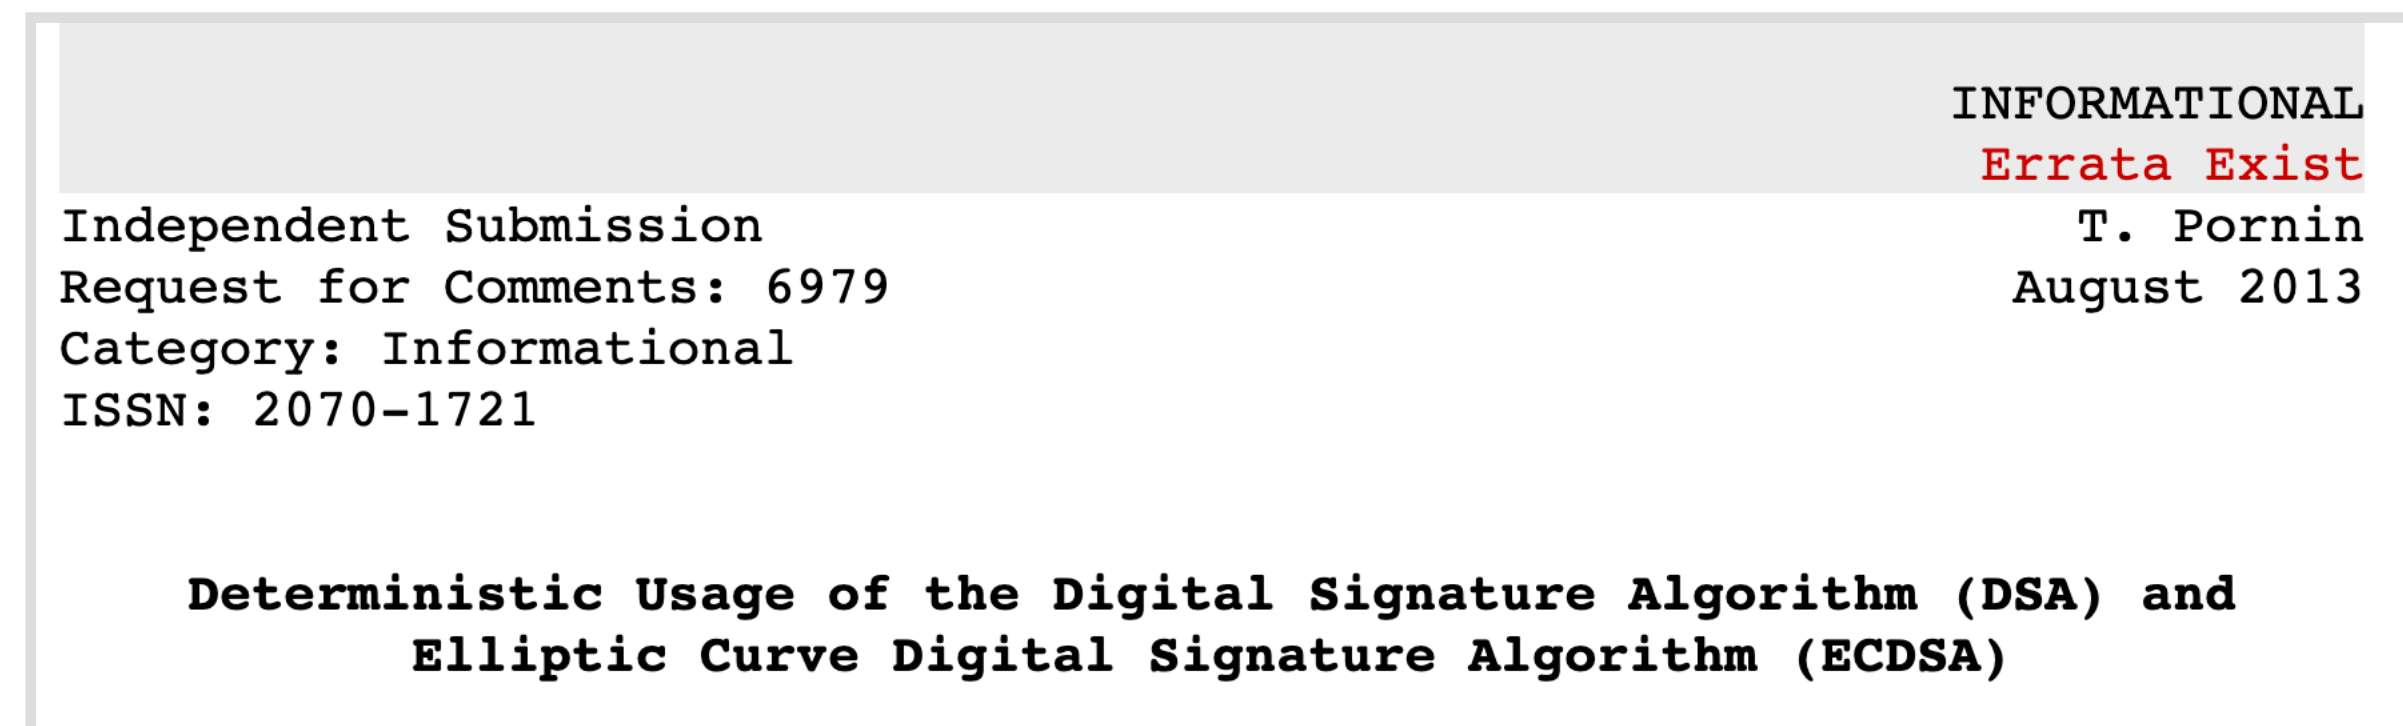 INFORMATIONAL
Errata Exist
Independent Submission T. Pornin
Request for Comments: 6979 August 2013
Category: Informational
ISSN: 2070-1721
Deterministic Usage of the Digital Signature Algorithm (DSA) and
Elliptic Curve Digital Signature Algorithm (ECDSA)